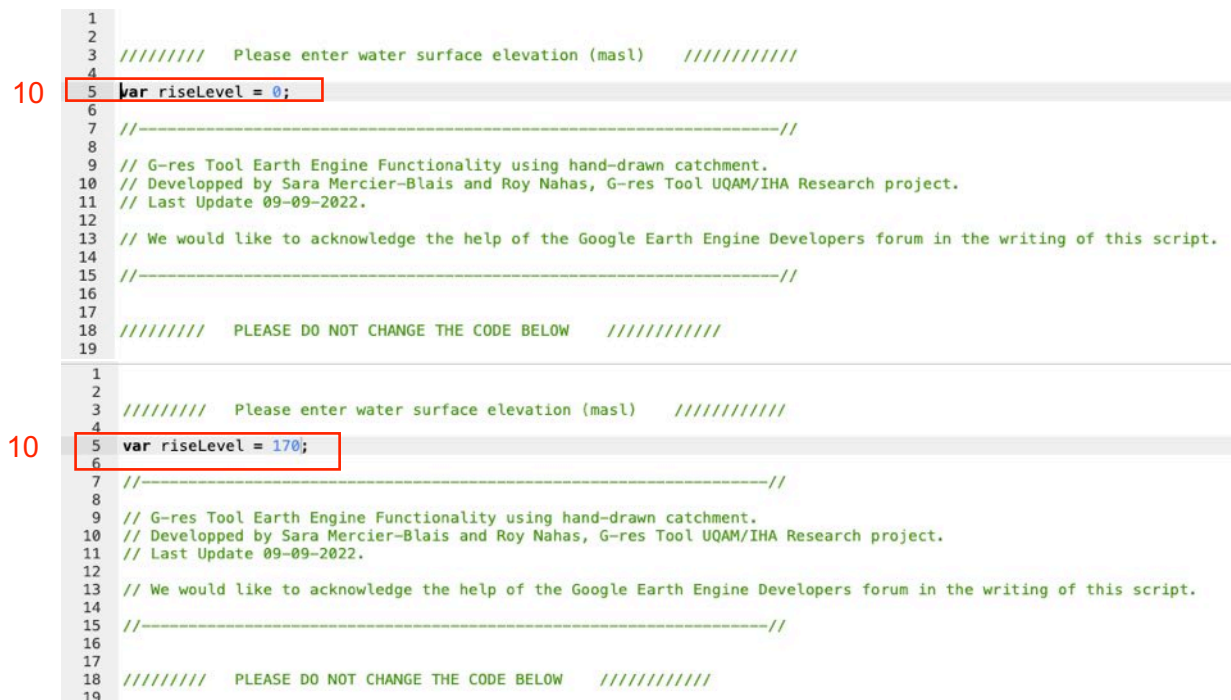 1
2
3 ///////// Please enter water surface elevation (masl) ////////////
4
10
5 var riseLevel = 0;
6
7 //------------------------------------------------------------------//
8
9 // G-res Tool Earth Engine Functionality using hand-drawn catchment.
10 // Developped by Sara Mercier-Blais and Roy Nahas, G-res Tool UQAM/IHA Research project.
11 // Last Update 09-09-2022.
12
13 // We would like to acknowledge the help of the Google Earth Engine Developers forum in the writing of this script.
14
15 //------------------------------------------------------------------//
16
17
18 ///////// PLEASE DO NOT CHANGE THE CODE BELOW ////////////
19
1
2
3 ///////// Please enter water surface elevation (masl) ////////////
4
10
5 var riseLevel = 170;
6
7 //------------------------------------------------------------------//
8
9 // G-res Tool Earth Engine Functionality using hand-drawn catchment.
10 // Developped by Sara Mercier-Blais and Roy Nahas, G-res Tool UQAM/IHA Research project.
11 // Last Update 09-09-2022.
12
13 // We would like to acknowledge the help of the Google Earth Engine Developers forum in the writing of this script.
14
15 //------------------------------------------------------------------//
16
17
18 ///////// PLEASE DO NOT CHANGE THE CODE BELOW ////////////
19